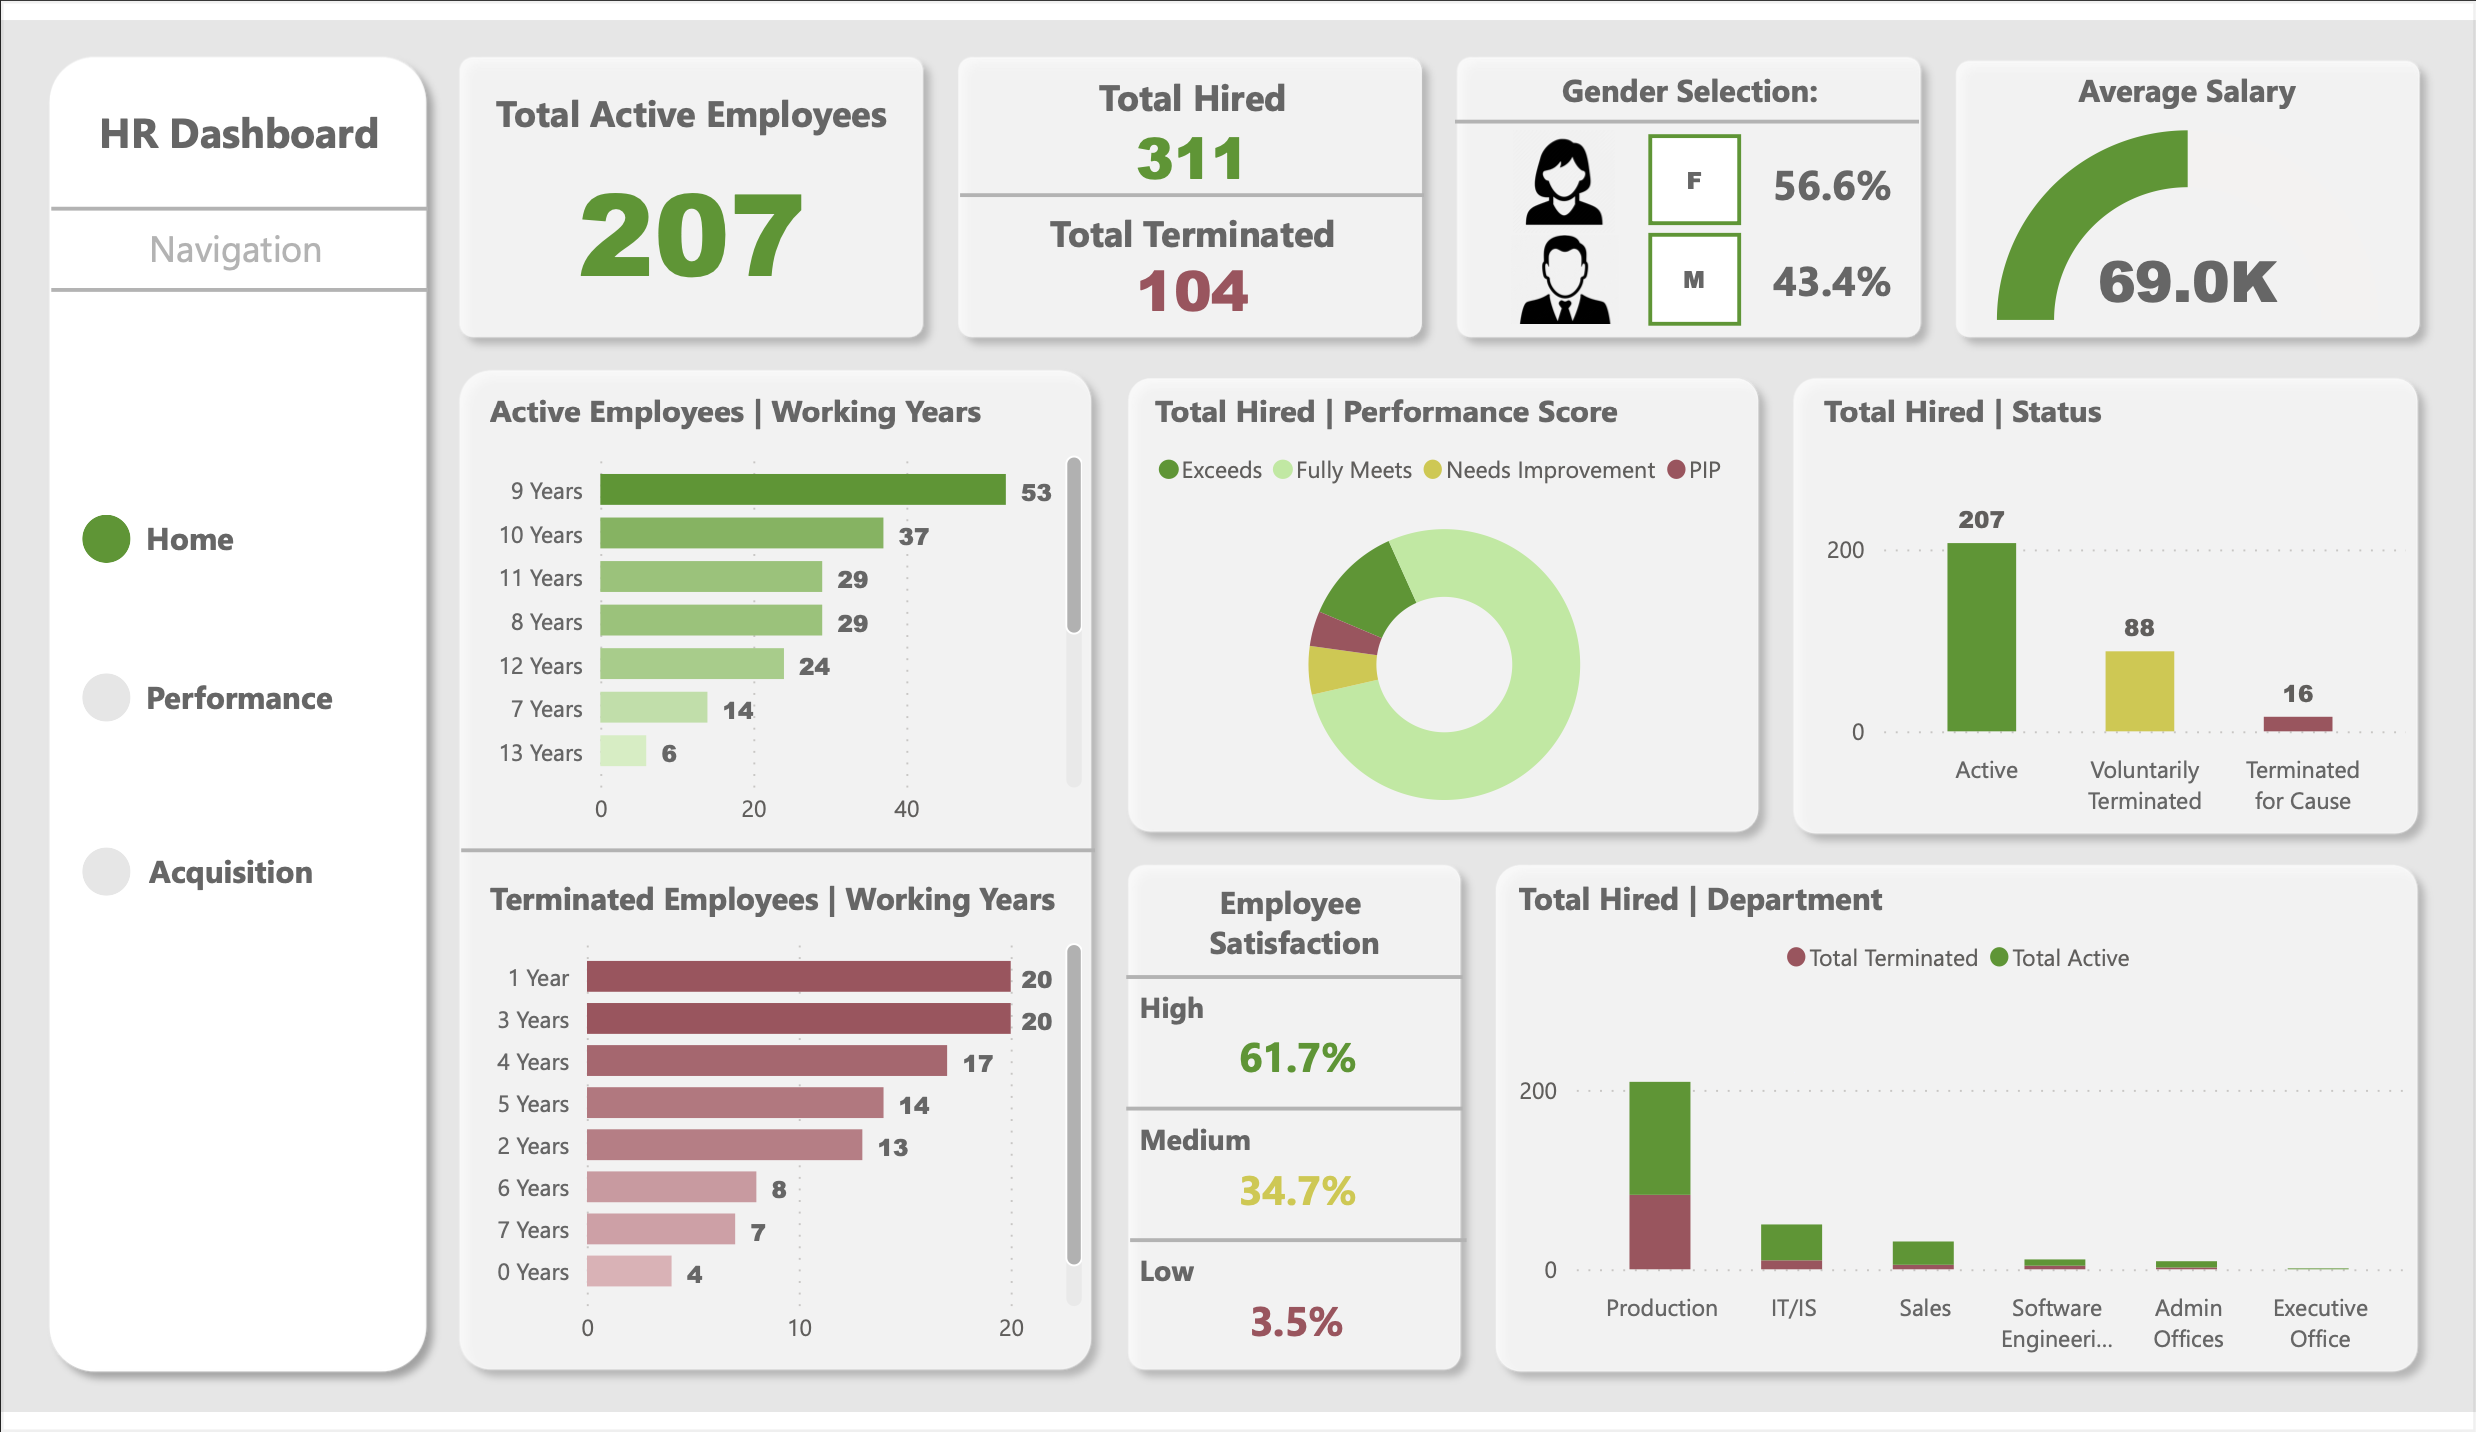 HR Dashboard
Navigation
Home
Performance
Acquisition
Total Active Employees
207
Total Hired
311
Total Terminated
104
Gender Selection:
F
56.6%
M
43.4%
Average Salary
69.0K
Active Employees | Working Years
9 Years 53
10 Years 37
11 Years 29
8 Years 29
12 Years 24
7 Years 14
13 Years 6
0 20 40
Terminated Employees | Working Years
1 Year 20
3 Years 20
4 Years 17
5 Years 14
2 Years 13
6 Years 8
7 Years 7
0 Years 4
0 10 20
Total Hired | Performance Score
Exceeds Fully Meets Needs Improvement PIP
Total Hired | Status
207
200
88
16
0
Active Voluntarily Terminated Terminated for Cause
Employee
Satisfaction
High
61.7%
Medium
34.7%
Low
3.5%
Total Hired | Department
Total Terminated Total Active
200
0
Production IT/IS Sales Software Engineeri... Admin Offices Executive Office